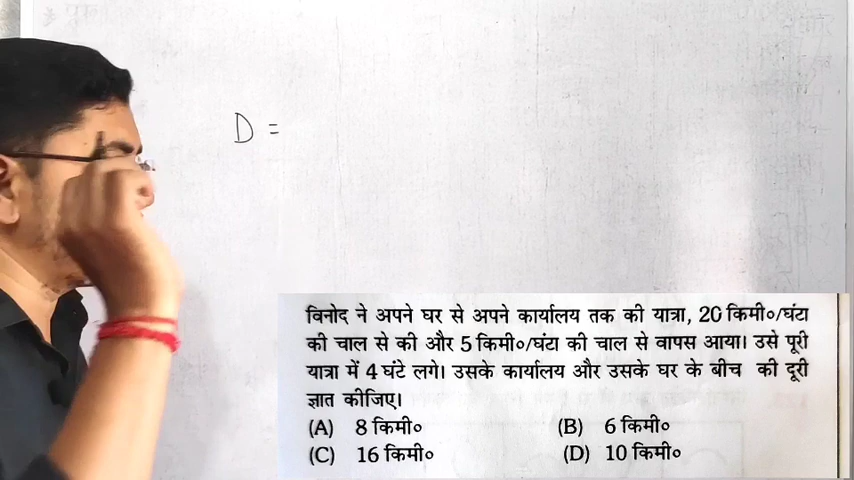 D =
विनोद ने अपने घर से अपने कार्यालय तक की यात्रा, 20 किमी०/घंटा
की चाल से की और 5 किमी०/घंटा की चाल से वापस आया। उसे पूरी
यात्रा में 4 घंटे लगे। उसके कार्यालय और उसके घर के बीच की दूरी
ज्ञात कीजिए।
(A) 8 किमी० (B) 6 किमी०
(C) 16 किमी० (D) 10 किमी०